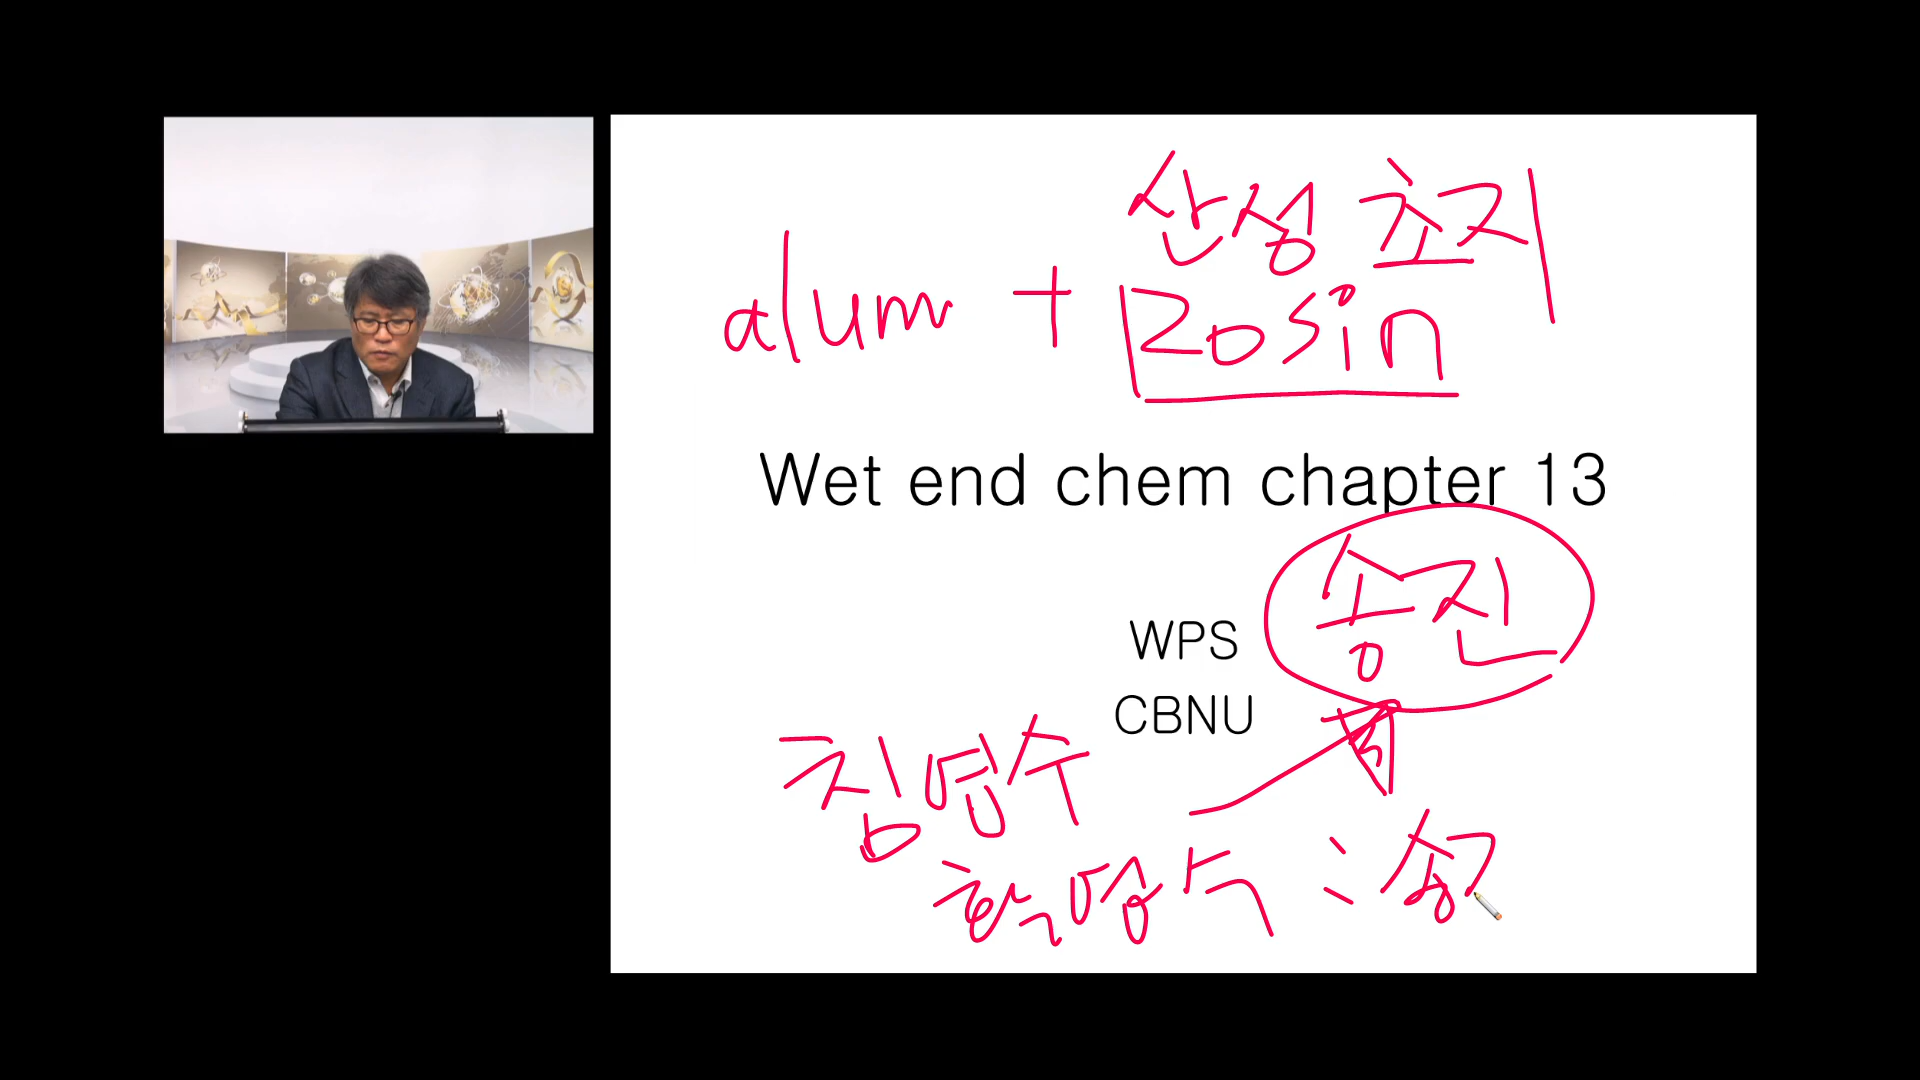 산성 초지
alum + Rosin
Wet end chem chapter 13
송진
WPS
CBNU
침엽수
활엽수 :